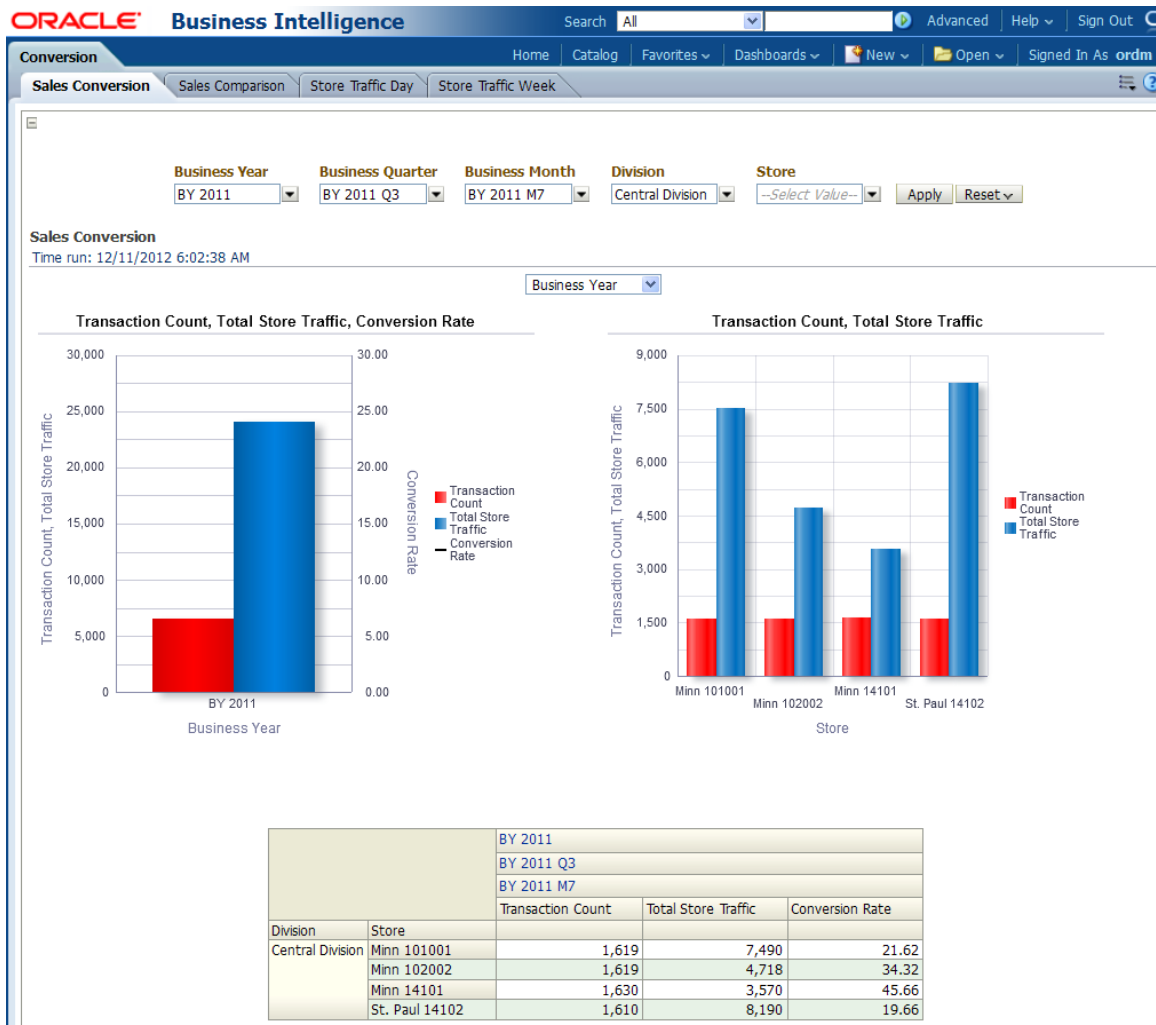 ORACLE Business Intelligence Search All Advanced Help Sign Out
Conversion Home Catalog Favorites Dashboards New Open Signed In As ordm
Sales Conversion Sales Comparison Store Traffic Day Store Traffic Week
Business Year Business Quarter Business Month Division Store
BY 2011 BY 2011 Q3 BY 2011 M7 Central Division --Select Value-- Apply Reset
Sales Conversion
Time run: 12/11/2012 6:02:38 AM
Business Year
Transaction Count, Total Store Traffic, Conversion Rate
30,000
25,000
20,000
15,000
10,000
5,000
0
Transaction Count, Total Store Traffic
30.00
25.00
20.00
15.00
10.00
5.00
0.00
Conversion Rate
BY 2011
Business Year
Transaction
Count
Total Store
Traffic
Conversion
Rate
Transaction Count, Total Store Traffic
9,000
7,500
6,000
4,500
3,000
1,500
0
Transaction Count, Total Store Traffic
Minn 101001
Minn 102002
Minn 14101
St. Paul 14102
Store
Transaction
Count
Total Store
Traffic
BY 2011
BY 2011 Q3
BY 2011 M7
Transaction Count Total Store Traffic Conversion Rate
Division Store
Central Division Minn 101001 1,619 7,490 21.62
Minn 102002 1,619 4,718 34.32
Minn 14101 1,630 3,570 45.66
St. Paul 14102 1,610 8,190 19.66